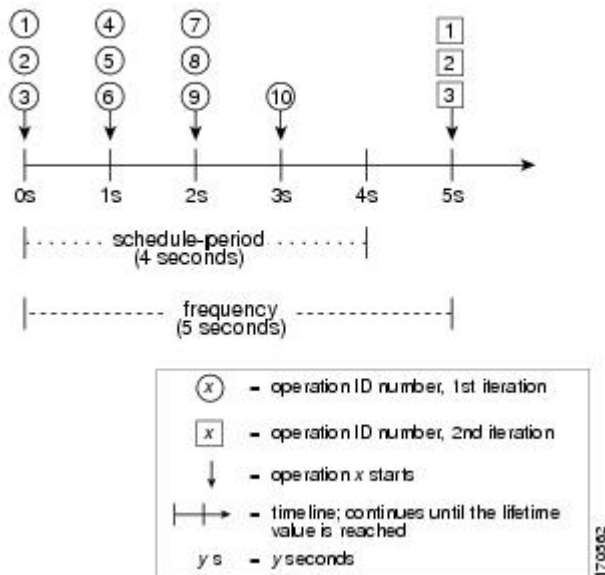 1 4 7 1
2 5 8 2
3 6 9 10 3
0s 1s 2s 3s 4s 5s
schedule-period
(4 seconds)
frequency
(5 seconds)
x = operation ID number, 1st iteration
x = operation ID number, 2nd iteration
= operation x starts
= timeline; continues until the lifetime
value is reached
y s = y seconds
170562